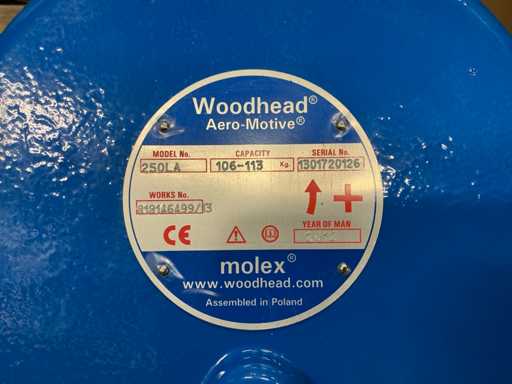 Woodhead®
Aero-Motive®
MODEL No. CAPACITY SERIAL No.
250LA 106-113 Kg. 1301720126
WORKS No.
YEAR OF MAN
CE
molex®
www.woodhead.com
Assembled in Poland